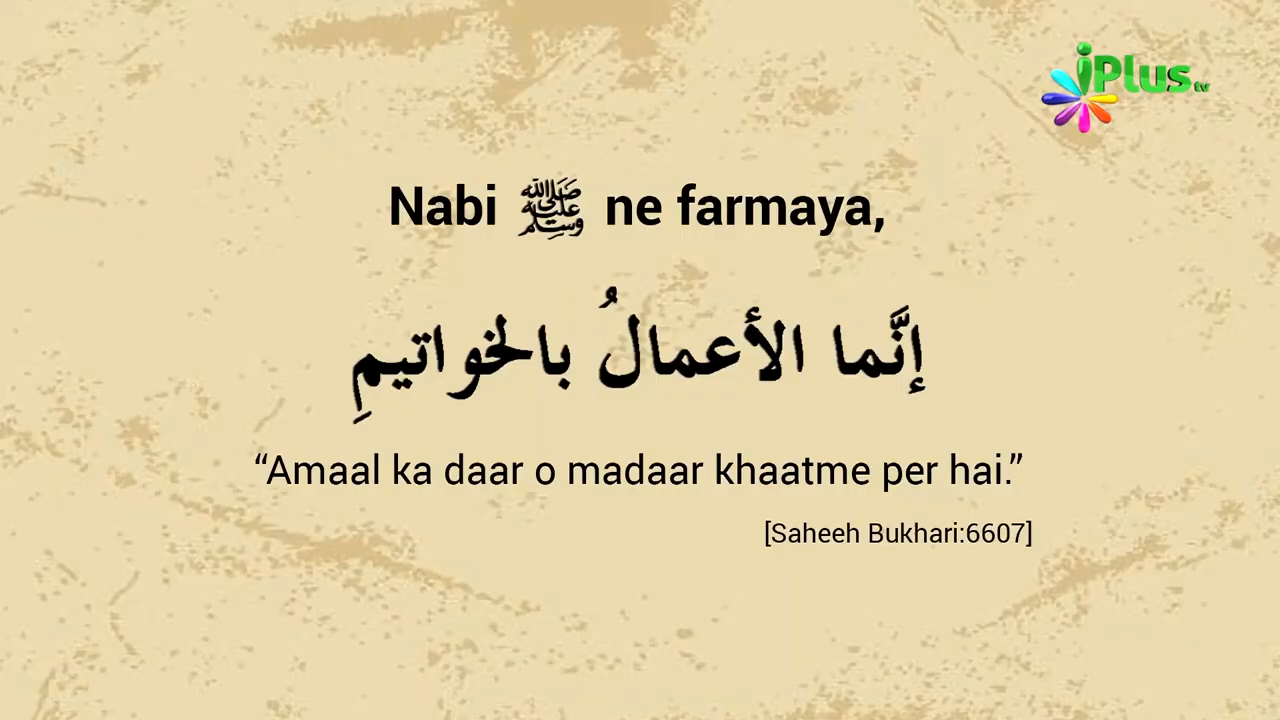 iPlus tv
Nabi ﷺ ne farmaya,
إنَّما الأعمالُ بالخواتيمِ
“Amaal ka daar o madaar khaatme per hai.”
[Saheeh Bukhari:6607]